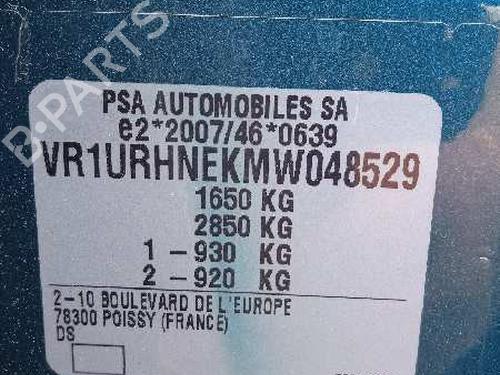 PSA AUTOMOBILES SA
e2*2007/46*0639
VR1URHNEKMW048529
1650 KG
2850 KG
1 - 930 KG
2 - 920 KG
2-10 BOULEVARD DE L'EUROPE
78300 POISSY (FRANCE)
DS
B-PARTS